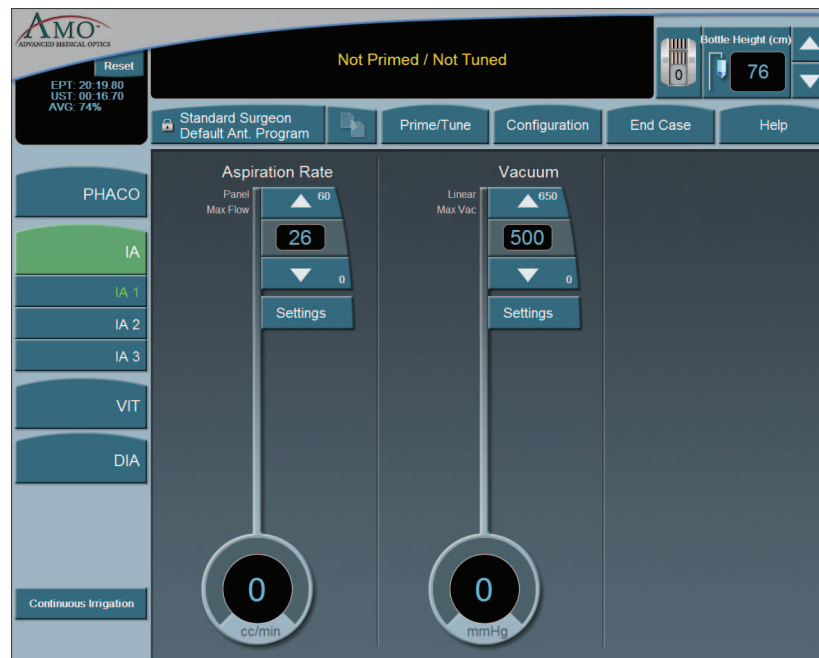 AMO
ADVANCED MEDICAL OPTICS
Reset
EPT: 20:19.80
UST: 00:16.70
AVG: 74%
Not Primed / Not Tuned
0
Bottle Height (cm)
76
Standard Surgeon
Default Ant. Program
Prime/Tune
Configuration
End Case
Help
PHACO
IA
IA 1
IA 2
IA 3
VIT
DIA
Continuous Irrigation
Aspiration Rate
Panel
Max Flow
60
26
0
Settings
0
cc/min
Vacuum
Linear
Max Vac
650
500
0
Settings
0
mmHg